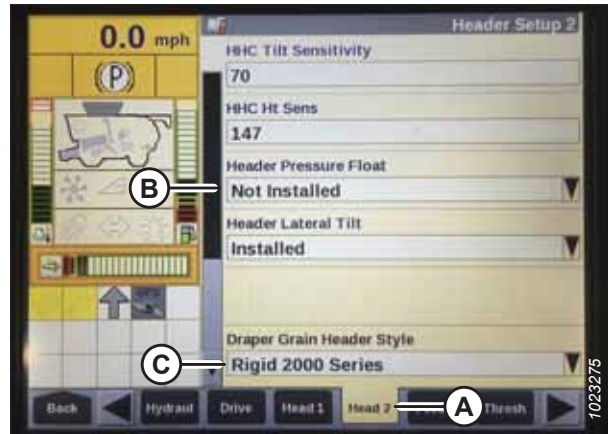 0.0 mph
(P)
Header Setup 2
HHC Tilt Sensitivity
70
HHC Ht Sens
147
Header Pressure Float
B
Not Installed
Header Lateral Tilt
Installed
Draper Grain Header Style
C
Rigid 2000 Series
Back
Hydraul
Drive
Head 1
Head 2
A
Thresh
1023275